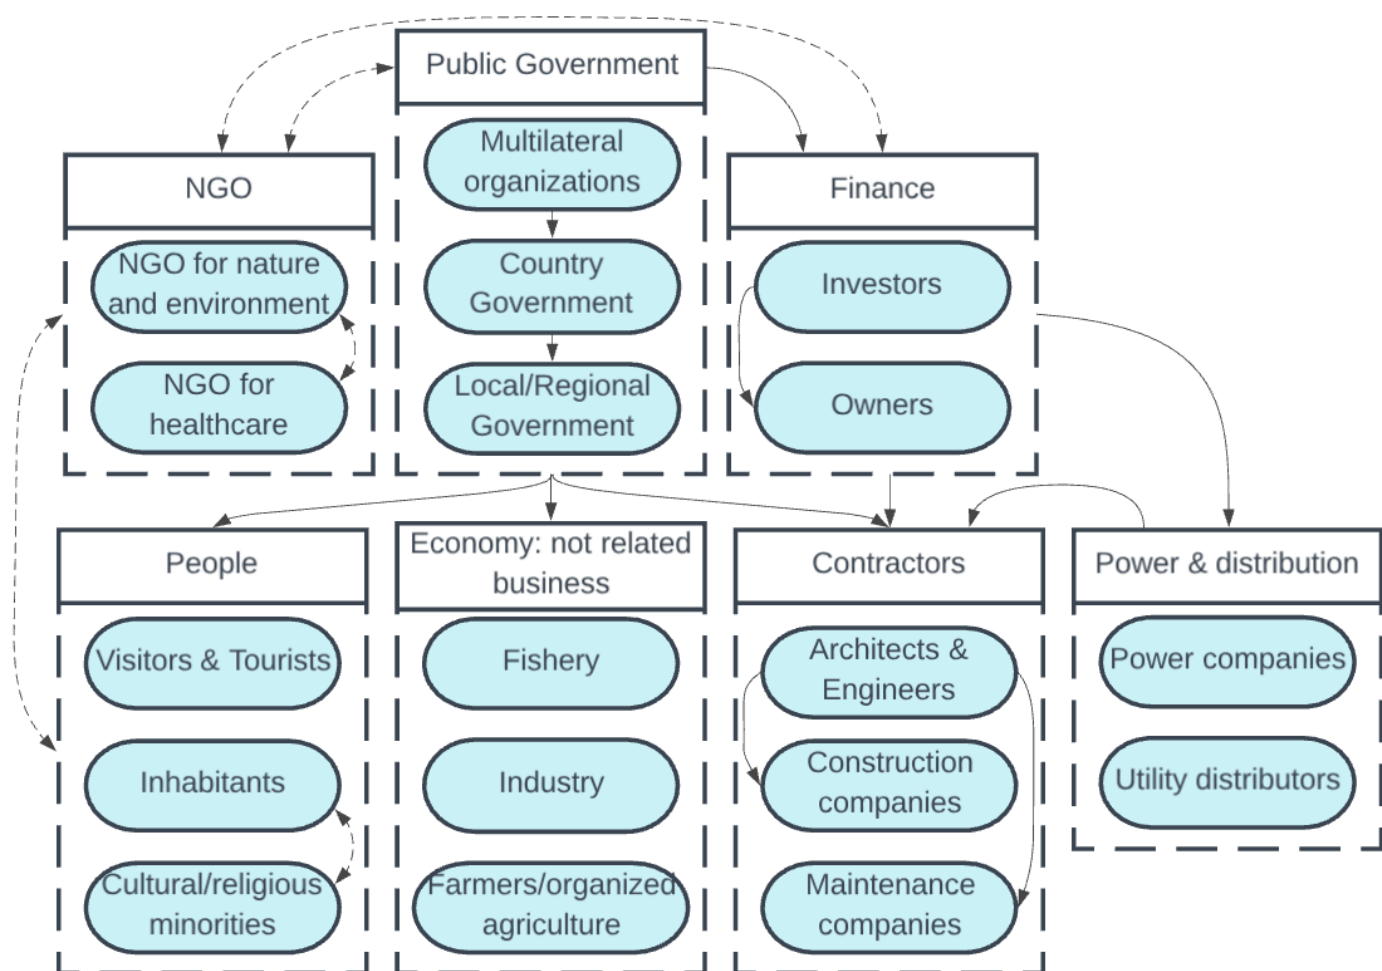 Public Government
Multilateral
organizations
Country
Government
Local/Regional
Government
NGO
NGO for nature
and environment
NGO for
healthcare
Finance
Investors
Owners
People
Visitors & Tourists
Inhabitants
Cultural/religious
minorities
Economy: not related
business
Fishery
Industry
Farmers/organized
agriculture
Contractors
Architects &
Engineers
Construction
companies
Maintenance
companies
Power & distribution
Power companies
Utility distributors